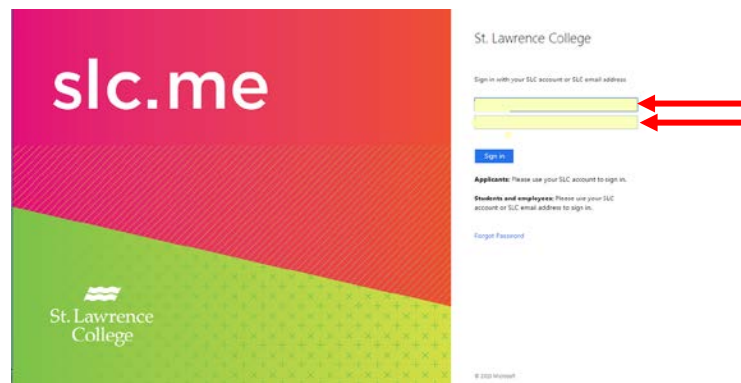 slc.me
St. Lawrence
College
St. Lawrence College
Sign in with your SLC account or SLC email address
Sign in
Applicants: Please use your SLC account to sign in.
Students and employees: Please use your SLC
account or SLC email address to sign in.
Forgot Password
Microsoft